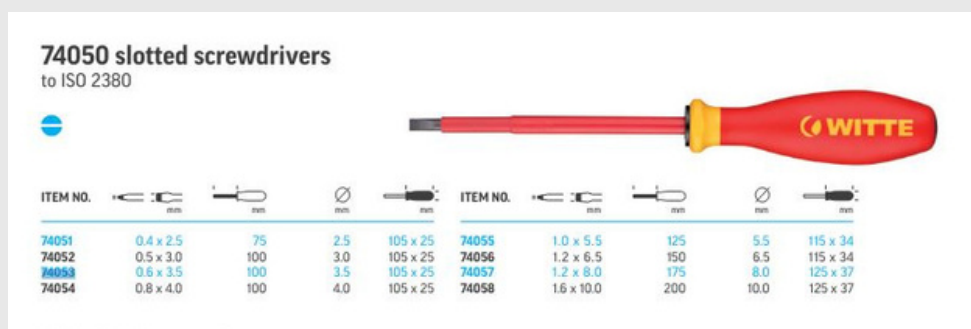 74050 slotted screwdrivers
to ISO 2380
WITTE
ITEM NO. mm mm mm
74051 0.4 x 2.5 75 2.5 105 x 25
74052 0.5 x 3.0 100 3.0 105 x 25
74053 0.6 x 3.5 100 3.5 105 x 25
74054 0.8 x 4.0 100 4.0 105 x 25
ITEM NO. mm mm mm mm
74055 1.0 x 5.5 125 5.5 115 x 34
74056 1.2 x 6.5 150 6.5 115 x 34
74057 1.2 x 8.0 175 8.0 125 x 37
74058 1.6 x 10.0 200 10.0 125 x 37